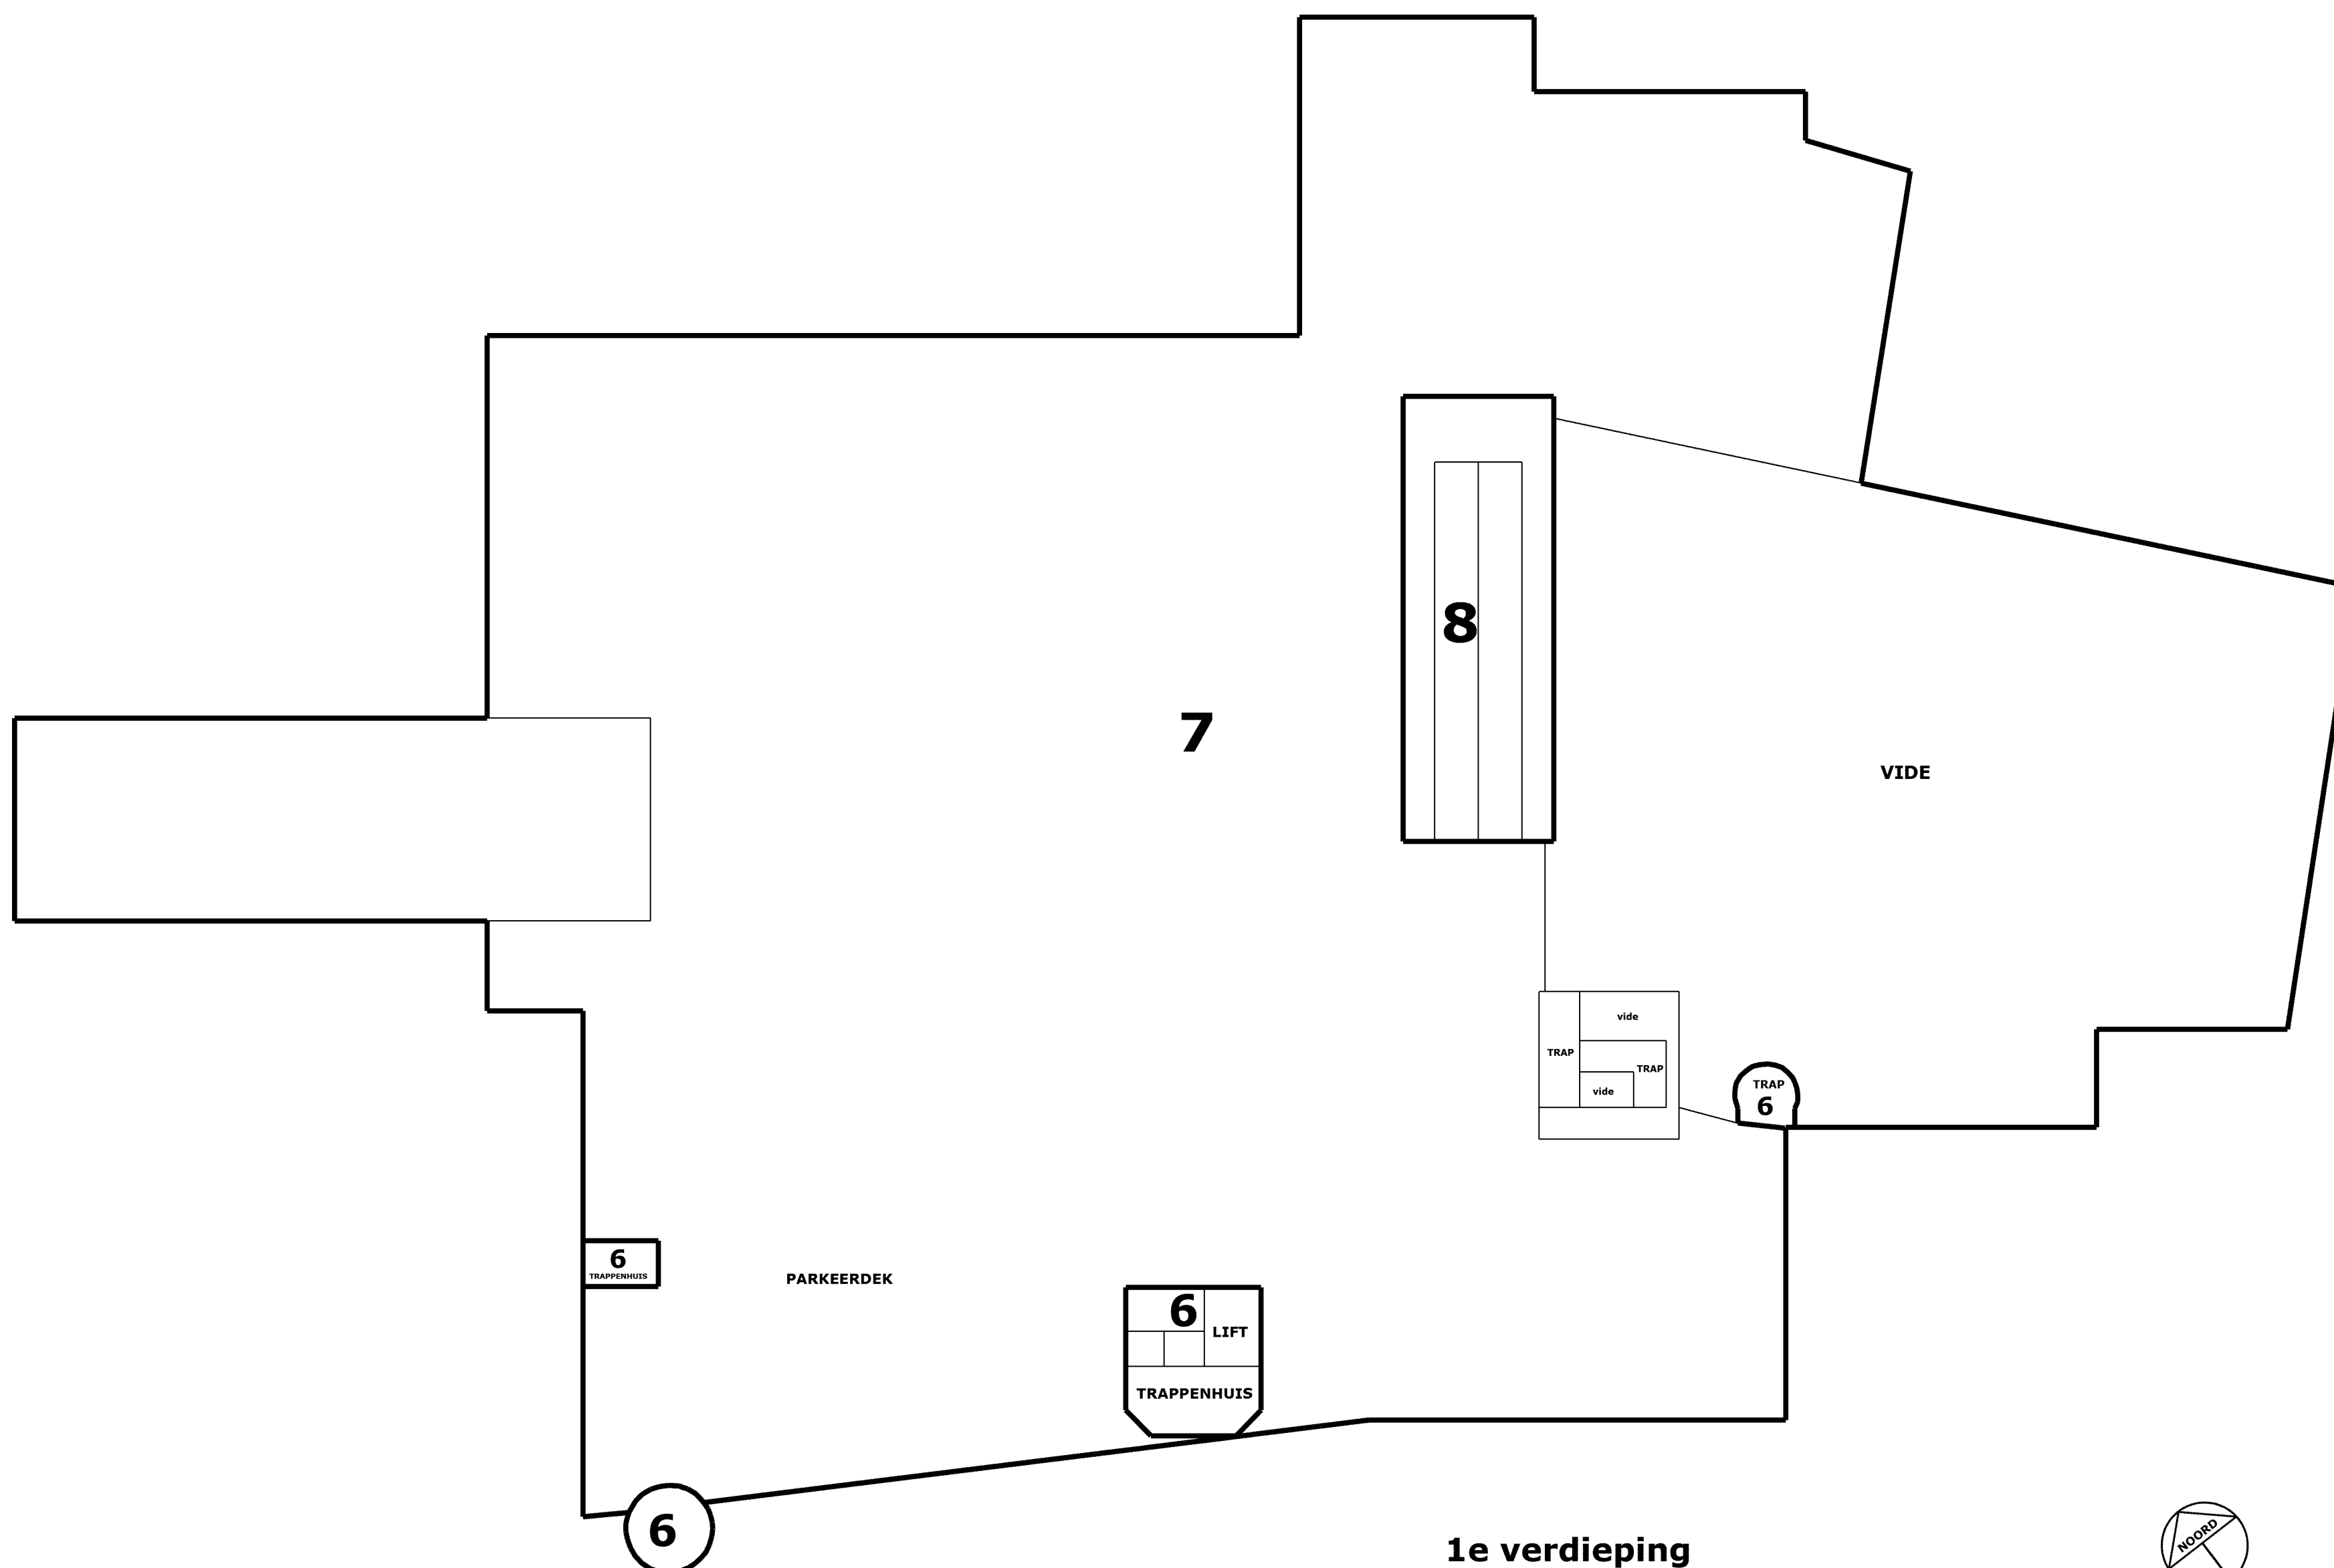 8
7
VIDE
vide
TRAP
TRAP
vide
TRAP
6
6
TRAPPENHUIS
PARKEERDEK
6
LIFT
TRAPPENHUIS
6
1e verdieping
NOORD